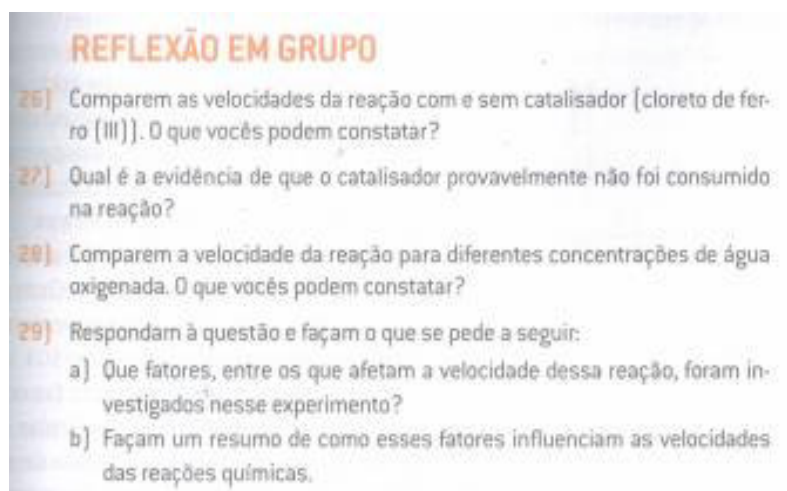 REFLEXÃO EM GRUPO
26) Comparem as velocidades da reação com e sem catalisador (cloreto de fer-
ro (III)). O que vocês podem constatar?
27) Qual é a evidência de que o catalisador provavelmente não foi consumido
na reação?
28) Comparem a velocidade da reação para diferentes concentrações de água
oxigenada. O que vocês podem constatar?
29) Respondam à questão e façam o que se pede a seguir:
a) Que fatores, entre os que afetam a velocidade dessa reação, foram in-
vestigados nesse experimento?
b) Façam um resumo de como esses fatores influenciam as velocidades
das reações químicas.